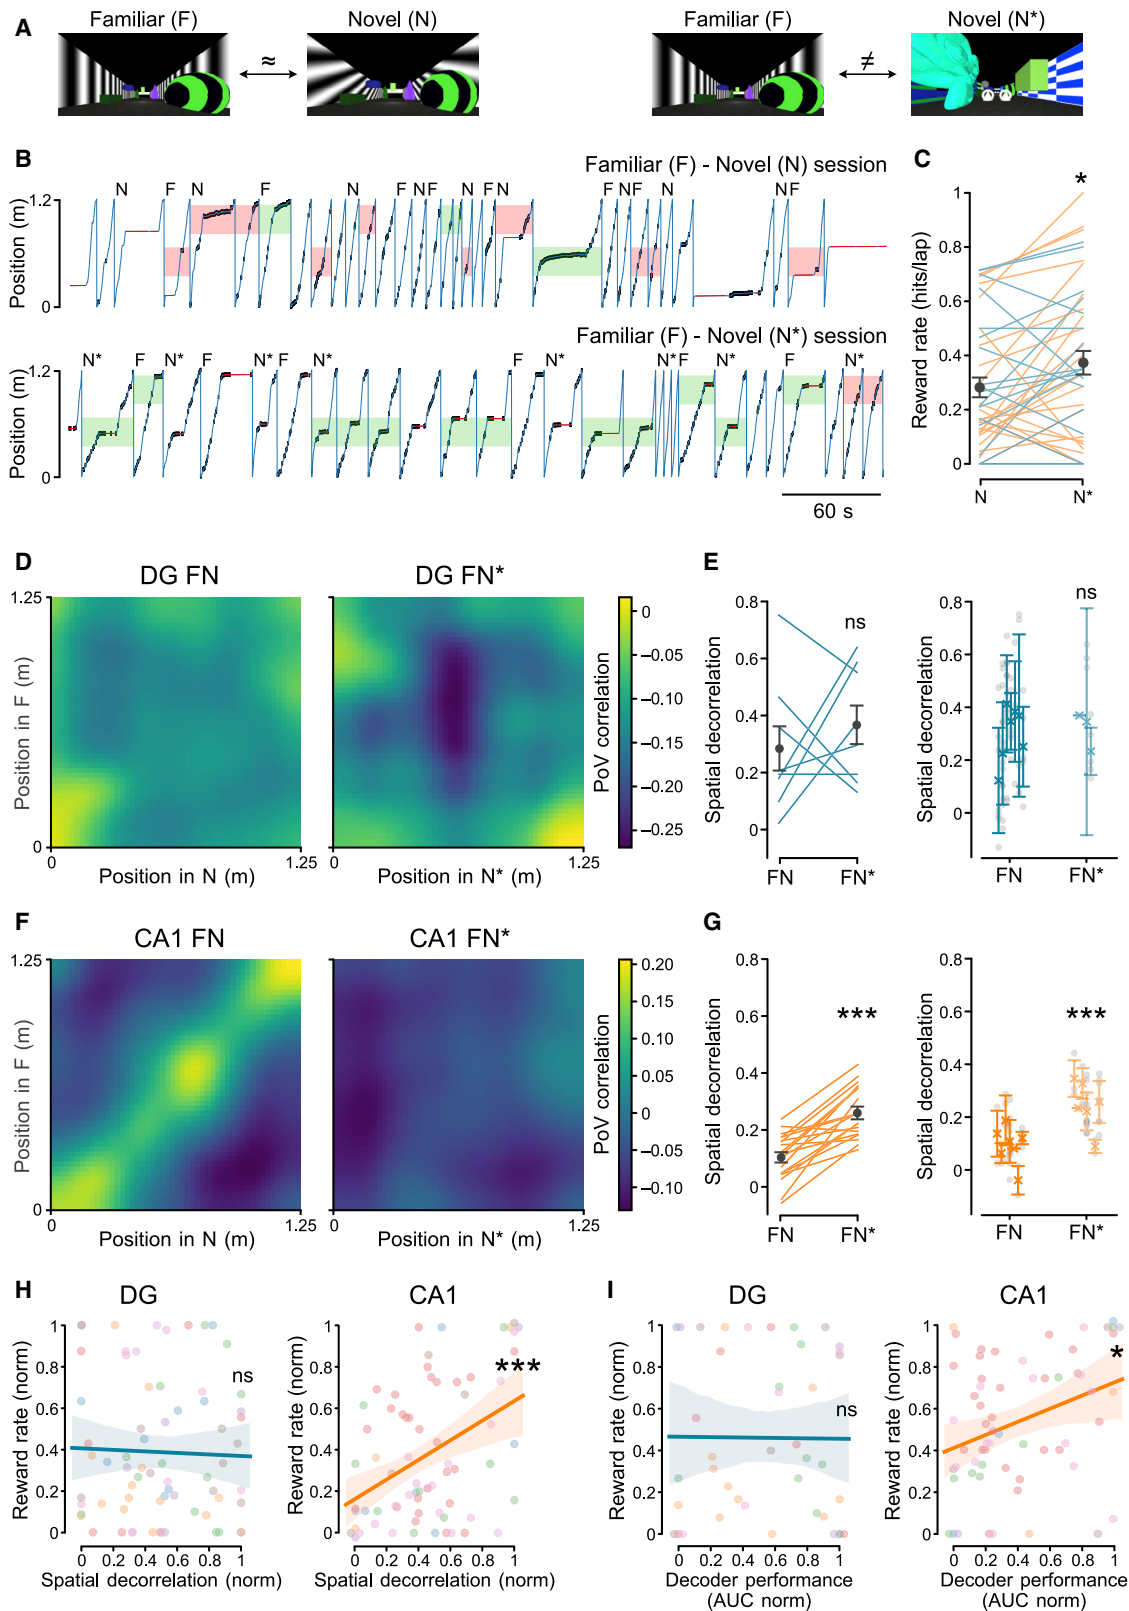 A
Familiar (F)
≈
Novel (N)
Familiar (F)
≠
Novel (N*)
B
Familiar (F) - Novel (N) session
N F N F N F N F N F N F N F N N F
Position (m)
1.2
0
Familiar (F) - Novel (N*) session
N* F N* F N* F N* F N* N* F N* F N*
Position (m)
1.2
0
60 s
C
*
Reward rate (hits/lap)
1
0.8
0.6
0.4
0.2
0
N N*
D
DG FN
DG FN*
1.25
Position in F (m)
0
0 1.25
Position in N (m)
0 1.25
Position in N* (m)
PoV correlation
0
−0.05
−0.10
−0.15
−0.20
−0.25
E
Spatial decorrelation
0.8
0.6
0.4
0.2
0
ns
FN FN*
Spatial decorrelation
0.8
0.6
0.4
0.2
0
ns
FN FN*
F
CA1 FN
CA1 FN*
1.25
Position in F (m)
0
0 1.25
Position in N (m)
0 1.25
Position in N* (m)
PoV correlation
0.20
0.15
0.10
0.05
0
−0.05
−0.10
G
Spatial decorrelation
0.8
0.6
0.4
0.2
0
***
FN FN*
Spatial decorrelation
0.8
0.6
0.4
0.2
0
***
FN FN*
H
DG
Reward rate (norm)
1
0.8
0.6
0.4
0.2
0
ns
0 0.2 0.4 0.6 0.8 1
Spatial decorrelation (norm)
CA1
Reward rate (norm)
1
0.8
0.6
0.4
0.2
0
***
0 0.2 0.4 0.6 0.8 1
Spatial decorrelation (norm)
I
DG
Reward rate (norm)
1
0.8
0.6
0.4
0.2
0
ns
0 0.2 0.4 0.6 0.8 1
Decoder performance
(AUC norm)
CA1
Reward rate (norm)
1
0.8
0.6
0.4
0.2
0
*
0 0.2 0.4 0.6 0.8 1
Decoder performance
(AUC norm)